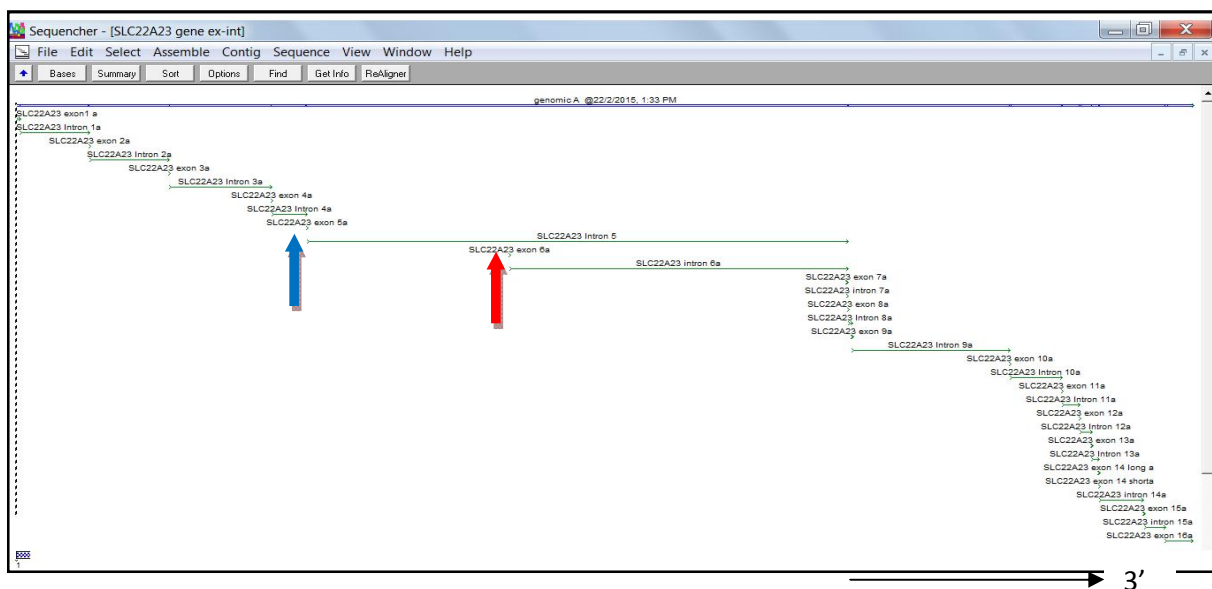 Sequencher - [SLC22A23 gene ex-int]
File Edit Select Assemble Contig Sequence View Window Help
Bases Summary Sort Options Find Get Info ReAligner
genomic A @22/2/2015, 1:33 PM
SLC22A23 exon1 a
SLC22A23 Intron 1a
SLC22A23 exon 2a
SLC22A23 Intron 2a
SLC22A23 exon 3a
SLC22A23 Intron 3a
SLC22A23 exon 4a
SLC22A23 Intron 4a
SLC22A23 exon 5a
SLC22A23 Intron 5
SLC22A23 exon 6a
SLC22A23 intron 6a
SLC22A23 exon 7a
SLC22A23 intron 7a
SLC22A23 exon 8a
SLC22A23 Intron 8a
SLC22A23 exon 9a
SLC22A23 Intron 9a
SLC22A23 exon 10a
SLC22A23 Intron 10a
SLC22A23 exon 11a
SLC22A23 Intron 11a
SLC22A23 exon 12a
SLC22A23 Intron 12a
SLC22A23 exon 13a
SLC22A23 Intron 13a
SLC22A23 exon 14 long a
SLC22A23 exon 14 shorta
SLC22A23 intron 14a
SLC22A23 exon 15a
SLC22A23 intron 15a
SLC22A23 exon 16a
1
3’